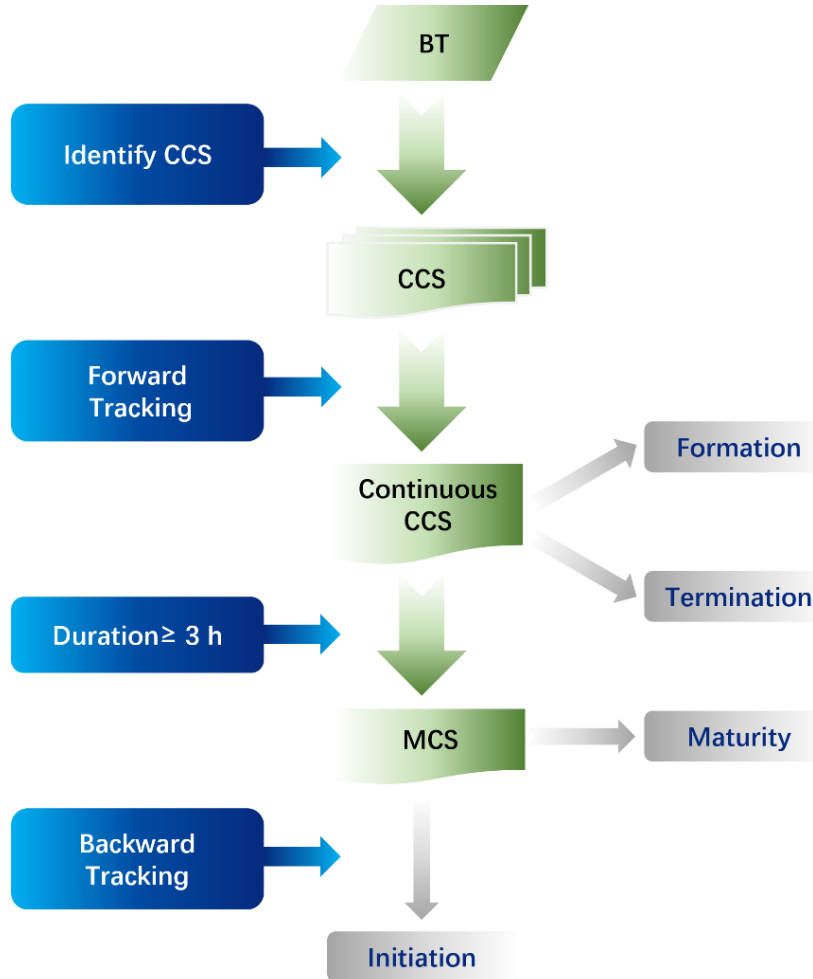 BT
Identify CCS
CCS
Forward
Tracking
Continuous
CCS
Formation
Termination
Duration≥ 3 h
MCS
Maturity
Backward
Tracking
Initiation